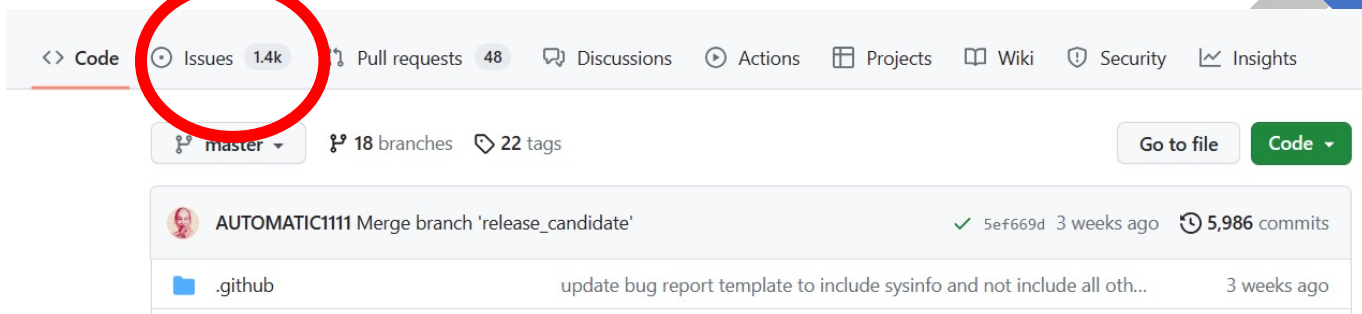 <> Code Issues 1.4k Pull requests 48 Discussions Actions Projects Wiki Security Insights
master 18 branches 22 tags Go to file Code
AUTOMATIC1111 Merge branch 'release_candidate' 5ef669d 3 weeks ago 5,986 commits
.github update bug report template to include sysinfo and not include all oth... 3 weeks ago